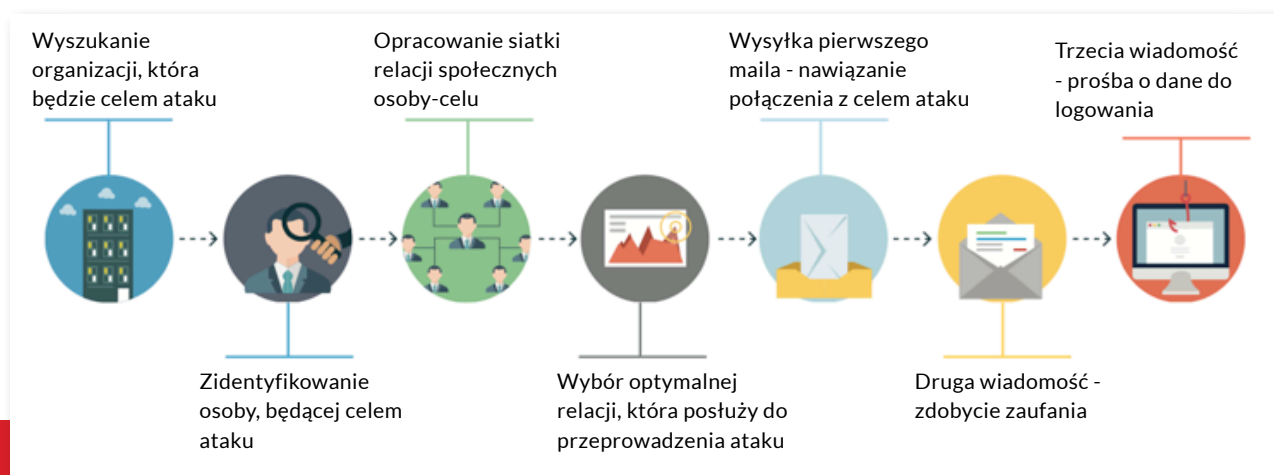 Wyszukanie
organizacji, która
będzie celem ataku
Zidentyfikowanie
osoby, będącej celem
ataku
Opracowanie siatki
relacji społecznych
osoby-celu
Wybór optymalnej
relacji, która posłuży do
przeprowadzenia ataku
Wysyłka pierwszego
maila - nawiązanie
połączenia z celem ataku
Druga wiadomość -
zdobycie zaufania
Trzecia wiadomość
- prośba o dane do
logowania